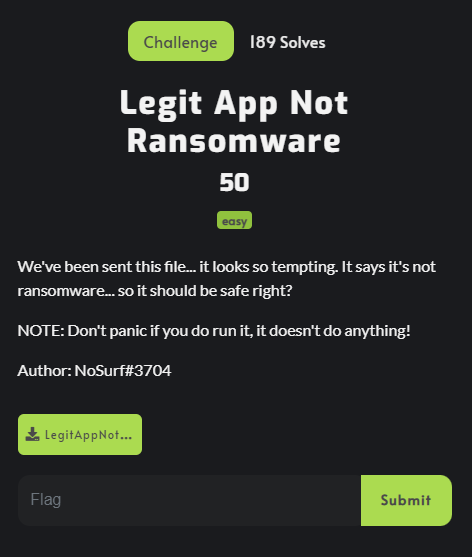 Challenge
189 Solves
Legit App Not
Ransomware
50
easy
We've been sent this file... it looks so tempting. It says it's not
ransomware... so it should be safe right?
NOTE: Don't panic if you do run it, it doesn't do anything!
Author: NoSurf#3704
LegitAppNot...
Flag
Submit